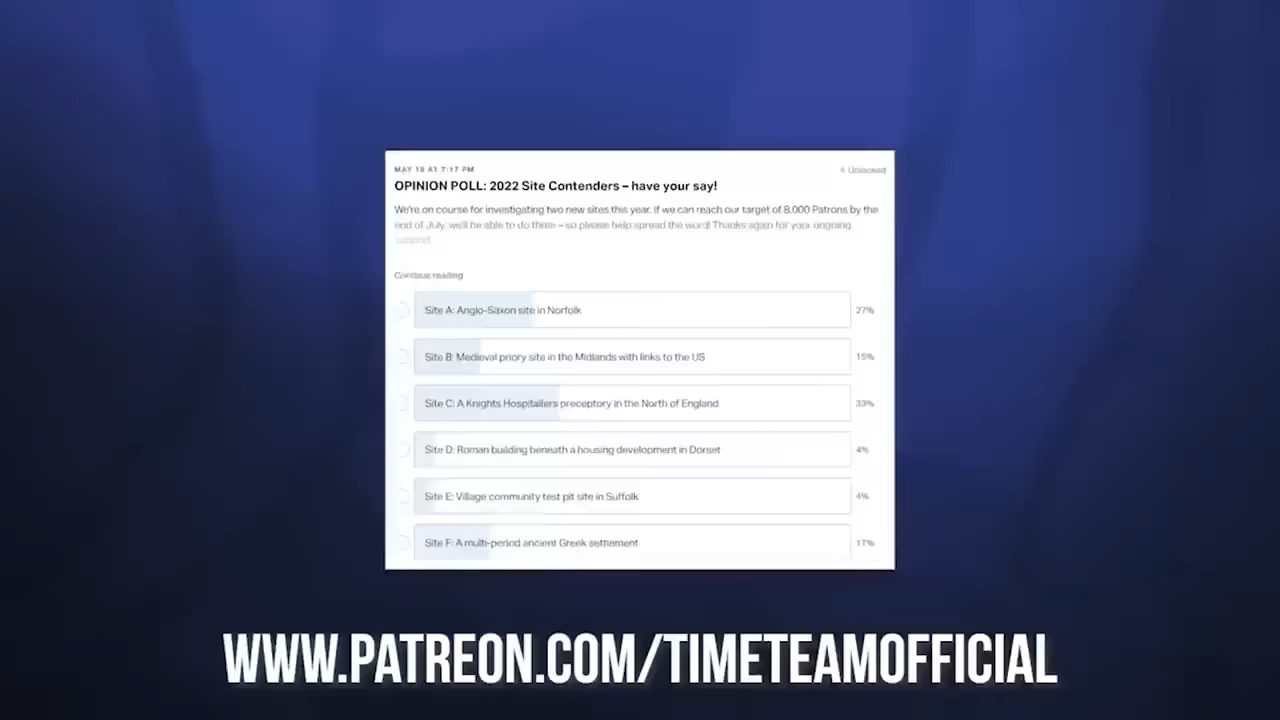 MAY 18 AT 7:17 PM
Unlocked
OPINION POLL: 2022 Site Contenders – have your say!
We're on course for investigating two new sites this year. If we can reach our target of 8,000 Patrons by the
end of July, we'll be able to do three – so please help spread the word! Thanks again for your ongoing
support.
Continue reading
Site A: Anglo-Saxon site in Norfolk
27%
Site B: Medieval priory site in the Midlands with links to the US
15%
Site C: A Knights Hospitallers preceptory in the North of England
33%
Site D: Roman building beneath a housing development in Dorset
4%
Site E: Village community test pit site in Suffolk
4%
Site F: A multi-period ancient Greek settlement
17%
WWW.PATREON.COM/TIMETEAMOFFICIAL